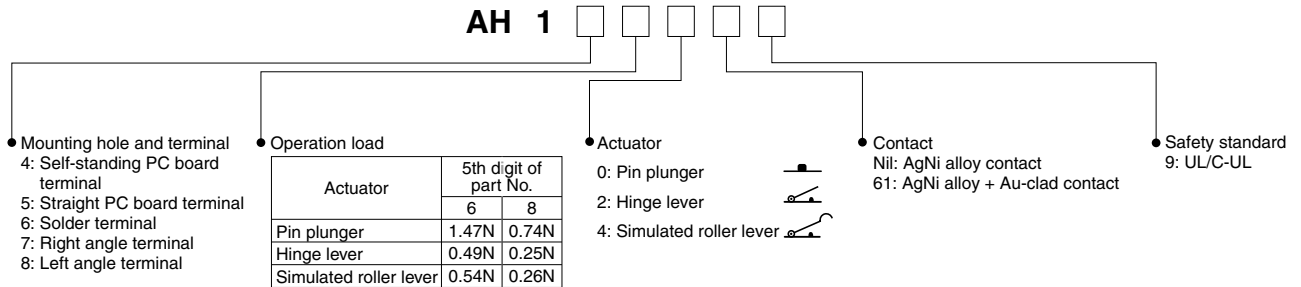 AH 1
Mounting hole and terminal
4: Self-standing PC board
terminal
5: Straight PC board terminal
6: Solder terminal
7: Right angle terminal
8: Left angle terminal
Operation load
Actuator
5th digit of
part No.
6 8
Pin plunger 1.47N 0.74N
Hinge lever 0.49N 0.25N
Simulated roller lever 0.54N 0.26N
Actuator
0: Pin plunger
2: Hinge lever
4: Simulated roller lever
Contact
Nil: AgNi alloy contact
61: AgNi alloy + Au-clad contact
Safety standard
9: UL/C-UL